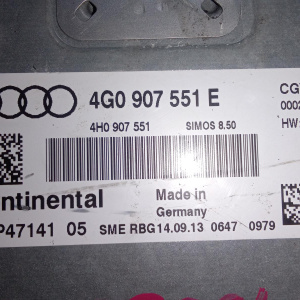 4G0 907 551 E
CG
4H0 907 551 SIMOS 8.50
0002
HW:
ntinental
Made in
Germany
P47141 05 SME RBG14.09.13 0647 0979